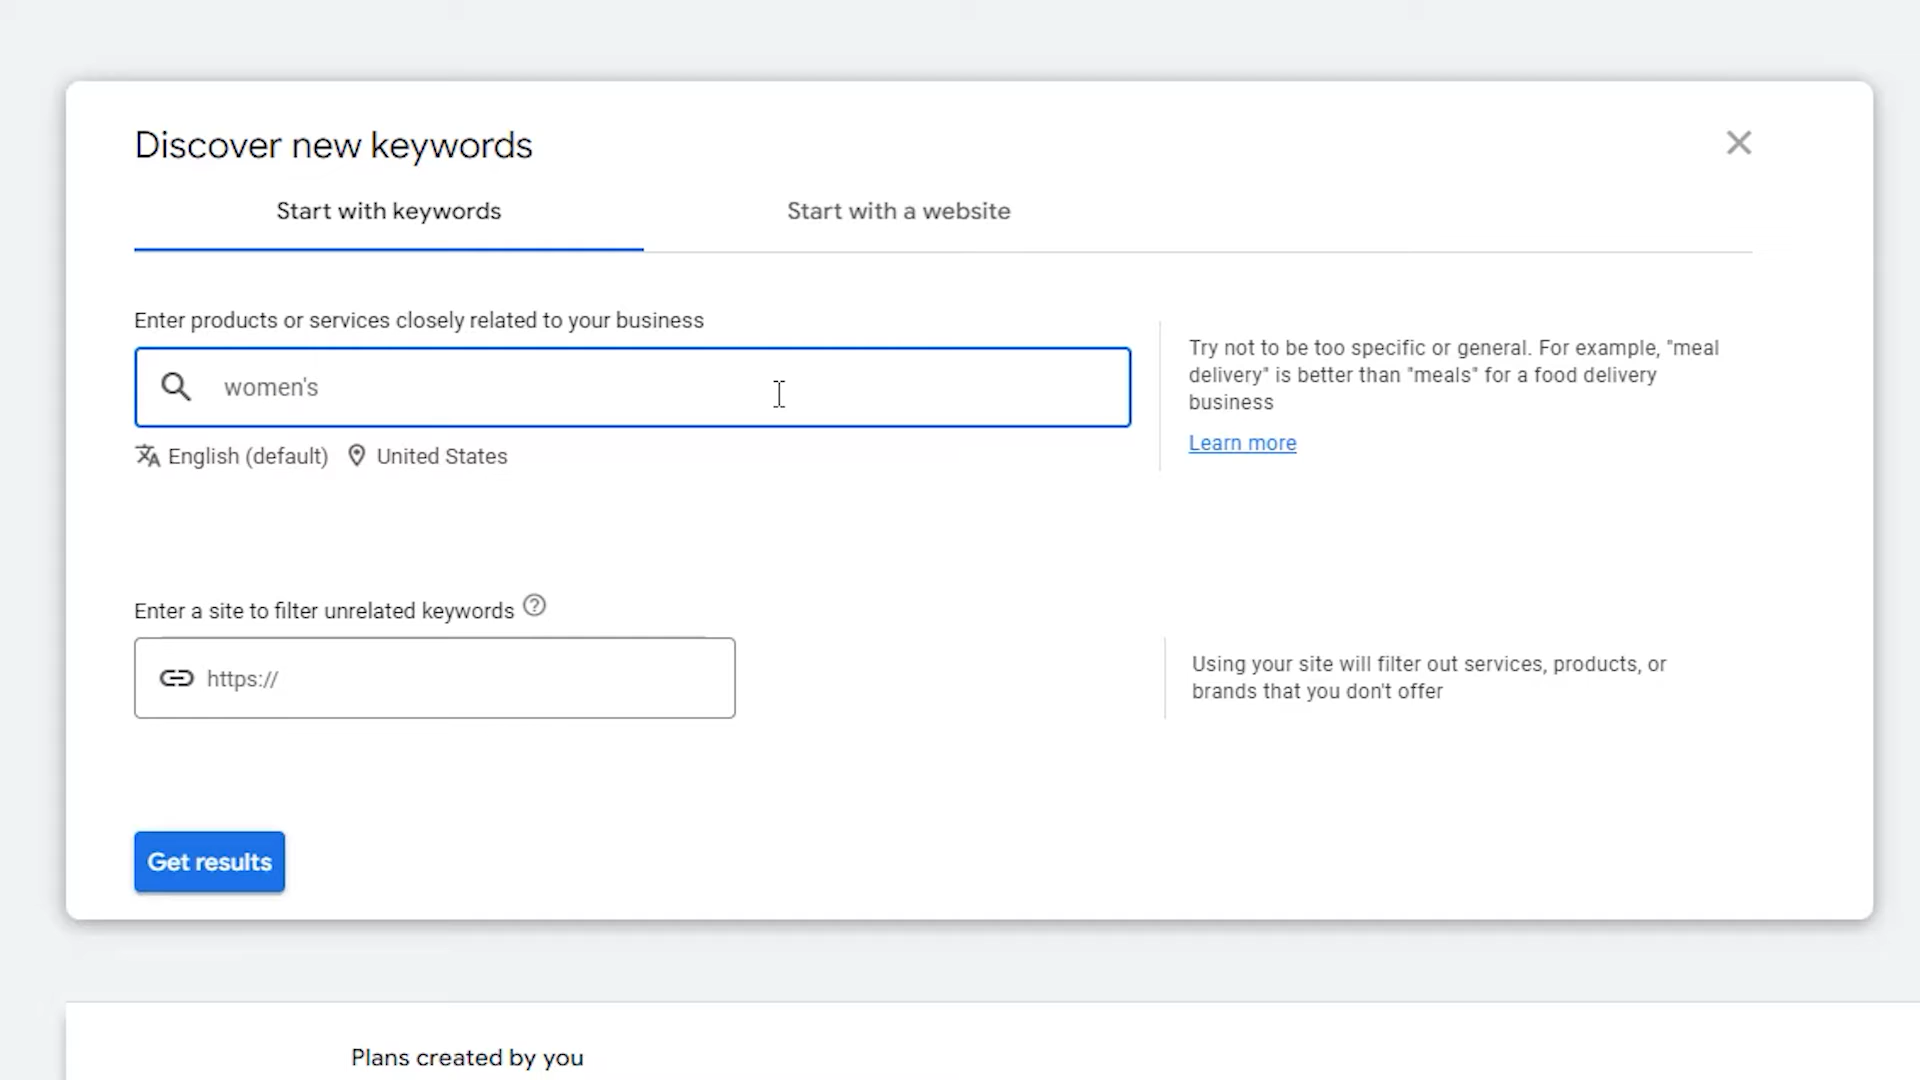 Discover new keywords
Start with keywords
Start with a website
Enter products or services closely related to your business
women's
English (default)
United States
Try not to be too specific or general. For example, "meal
delivery" is better than "meals" for a food delivery
business
Learn more
Enter a site to filter unrelated keywords
https://
Using your site will filter out services, products, or
brands that you don't offer
Get results
Plans created by you